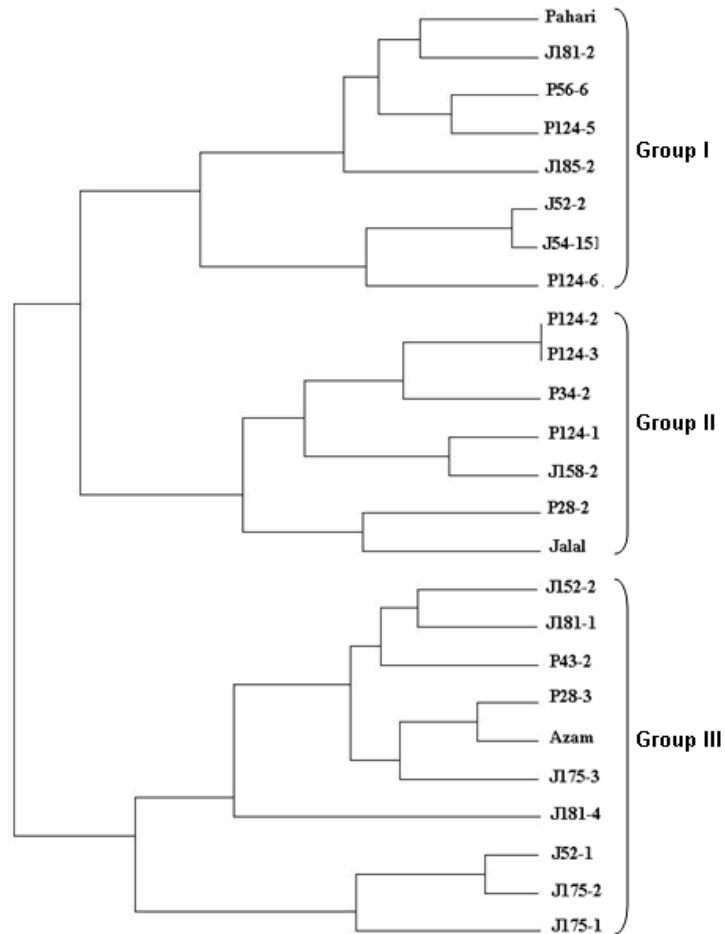 Pahari
J181-2
P56-6
P124-5
J185-2
J52-2
J54-15]
P124-6
Group I
P124-2
P124-3
P34-2
P124-1
J158-2
P28-2
Jalal
Group II
J152-2
J181-1
P43-2
P28-3
Azam
J175-3
J181-4
J52-1
J175-2
J175-1
Group III